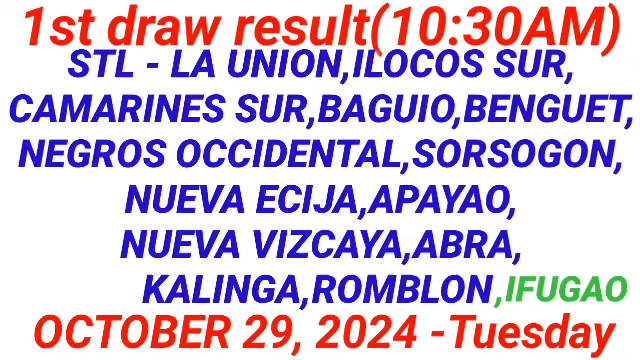 1st draw result(10:30AM)
STL - LA UNION,ILOCOS SUR,
CAMARINES SUR,BAGUIO,BENGUET,
NEGROS OCCIDENTAL,SORSOGON,
NUEVA ECIJA,APAYAO,
NUEVA VIZCAYA,ABRA,
KALINGA,ROMBLON,IFUGAO
OCTOBER 29, 2024 -Tuesday